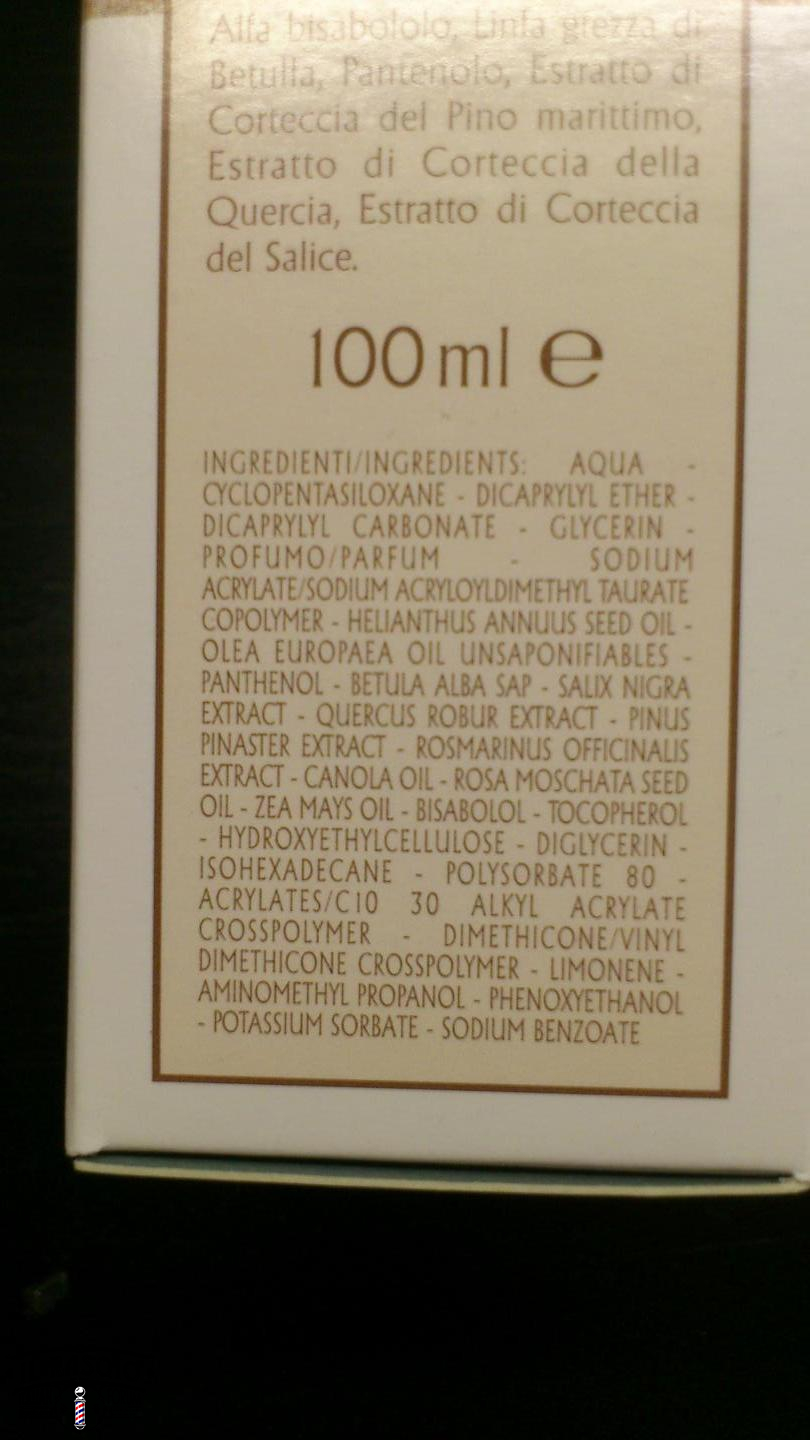 Alfa bisabololo, Linfa grezza di
Betulla, Pantenolo, Estratto di
Corteccia del Pino marittimo,
Estratto di Corteccia della
Quercia, Estratto di Corteccia
del Salice.
100 ml e
INGREDIENTI/INGREDIENTS: AQUA -
CYCLOPENTASILOXANE - DICAPRYLYL ETHER -
DICAPRYLYL CARBONATE - GLYCERIN -
PROFUMO/PARFUM - SODIUM
ACRYLATE/SODIUM ACRYLOYLDIMETHYL TAURATE
COPOLYMER - HELIANTHUS ANNUUS SEED OIL -
OLEA EUROPAEA OIL UNSAPONIFIABLES -
PANTHENOL - BETULA ALBA SAP - SALIX NIGRA
EXTRACT - QUERCUS ROBUR EXTRACT - PINUS
PINASTER EXTRACT - ROSMARINUS OFFICINALIS
EXTRACT - CANOLA OIL - ROSA MOSCHATA SEED
OIL - ZEA MAYS OIL - BISABOLOL - TOCOPHEROL
- HYDROXYETHYLCELLULOSE - DIGLYCERIN -
ISOHEXADECANE - POLYSORBATE 80 -
ACRYLATES/C10 30 ALKYL ACRYLATE
CROSSPOLYMER - DIMETHICONE/VINYL
DIMETHICONE CROSSPOLYMER - LIMONENE -
AMINOMETHYL PROPANOL - PHENOXYETHANOL
- POTASSIUM SORBATE - SODIUM BENZOATE